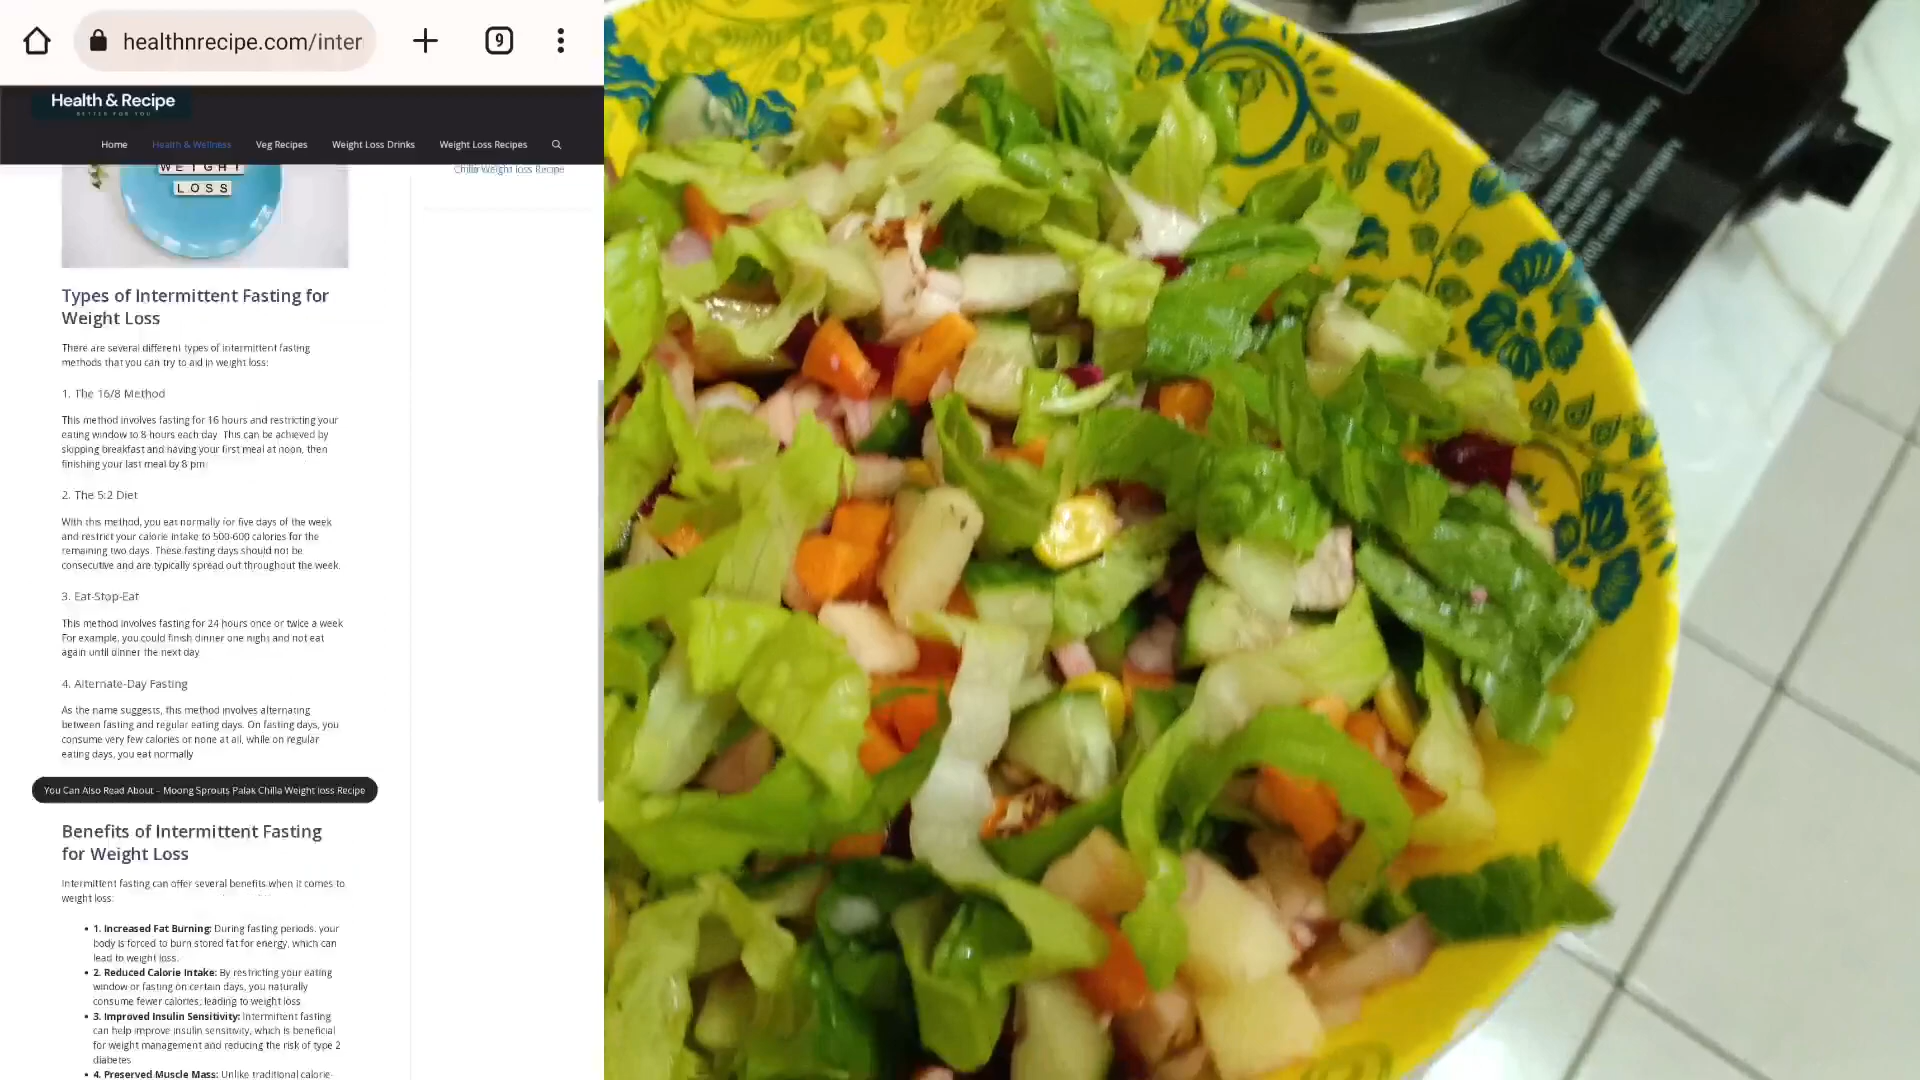 healthnrecipe.com/inter
9
Health & Recipe
BETTER FOR YOU
Home Health & Wellness Veg Recipes Weight Loss Drinks Weight Loss Recipes
WEIGHT
LOSS
Chilla Weight loss Recipe
Types of Intermittent Fasting for
Weight Loss
There are several different types of intermittent fasting
methods that you can try to aid in weight loss:
1. The 16/8 Method
This method involves fasting for 16 hours and restricting your
eating window to 8 hours each day. This can be achieved by
skipping breakfast and having your first meal at noon, then
finishing your last meal by 8 pm
2. The 5:2 Diet
With this method, you eat normally for five days of the week
and restrict your calorie intake to 500-600 calories for the
remaining two days. These fasting days should not be
consecutive and are typically spread out throughout the week.
3. Eat-Stop-Eat
This method involves fasting for 24 hours once or twice a week
For example, you could finish dinner one night and not eat
again until dinner the next day
4. Alternate-Day Fasting
As the name suggests, this method involves alternating
between fasting and regular eating days. On fasting days, you
consume very few calories or none at all, while on regular
eating days, you eat normally
You Can Also Read About – Moong Sprouts Palak Chilla Weight loss Recipe
Benefits of Intermittent Fasting
for Weight Loss
Intermittent fasting can offer several benefits when it comes to
weight loss:
• 1. Increased Fat Burning: During fasting periods, your
body is forced to burn stored fat for energy, which can
lead to weight loss.
• 2. Reduced Calorie Intake: By restricting your eating
window or fasting on certain days, you naturally
consume fewer calories, leading to weight loss
• 3. Improved Insulin Sensitivity: Intermittent fasting
can help improve insulin sensitivity, which is beneficial
for weight management and reducing the risk of type 2
diabetes
• 4. Preserved Muscle Mass: Unlike traditional calorie-